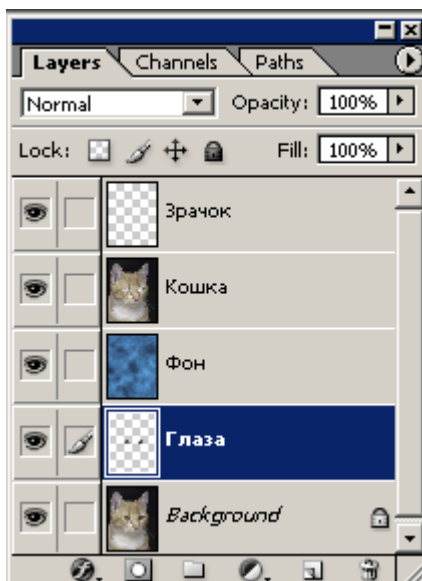 Layers Channels Paths
Normal Opacity: 100%
Lock: Fill: 100%
Зрачок
Кошка
Фон
Глаза
Background